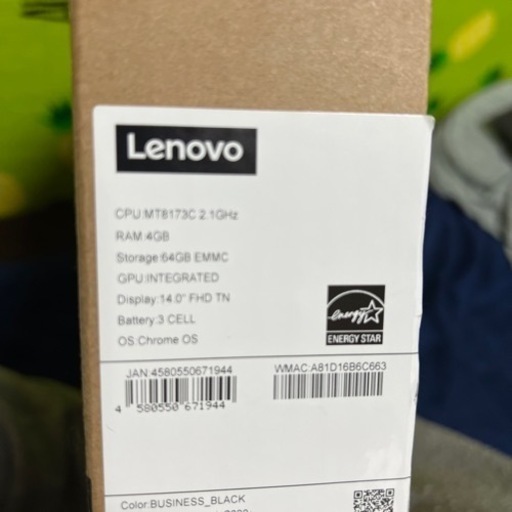 Lenovo
CPU:MT8173C 2.1GHz
RAM:4GB
Storage:64GB EMMC
GPU:INTEGRATED
Display:14.0" FHD TN
Battery:3 CELL
OS:Chrome OS
energy
ENERGY STAR
JAN:4580550671944
WMAC:A81D16B6C663
4 580550 671944
Color:BUSINESS_BLACK